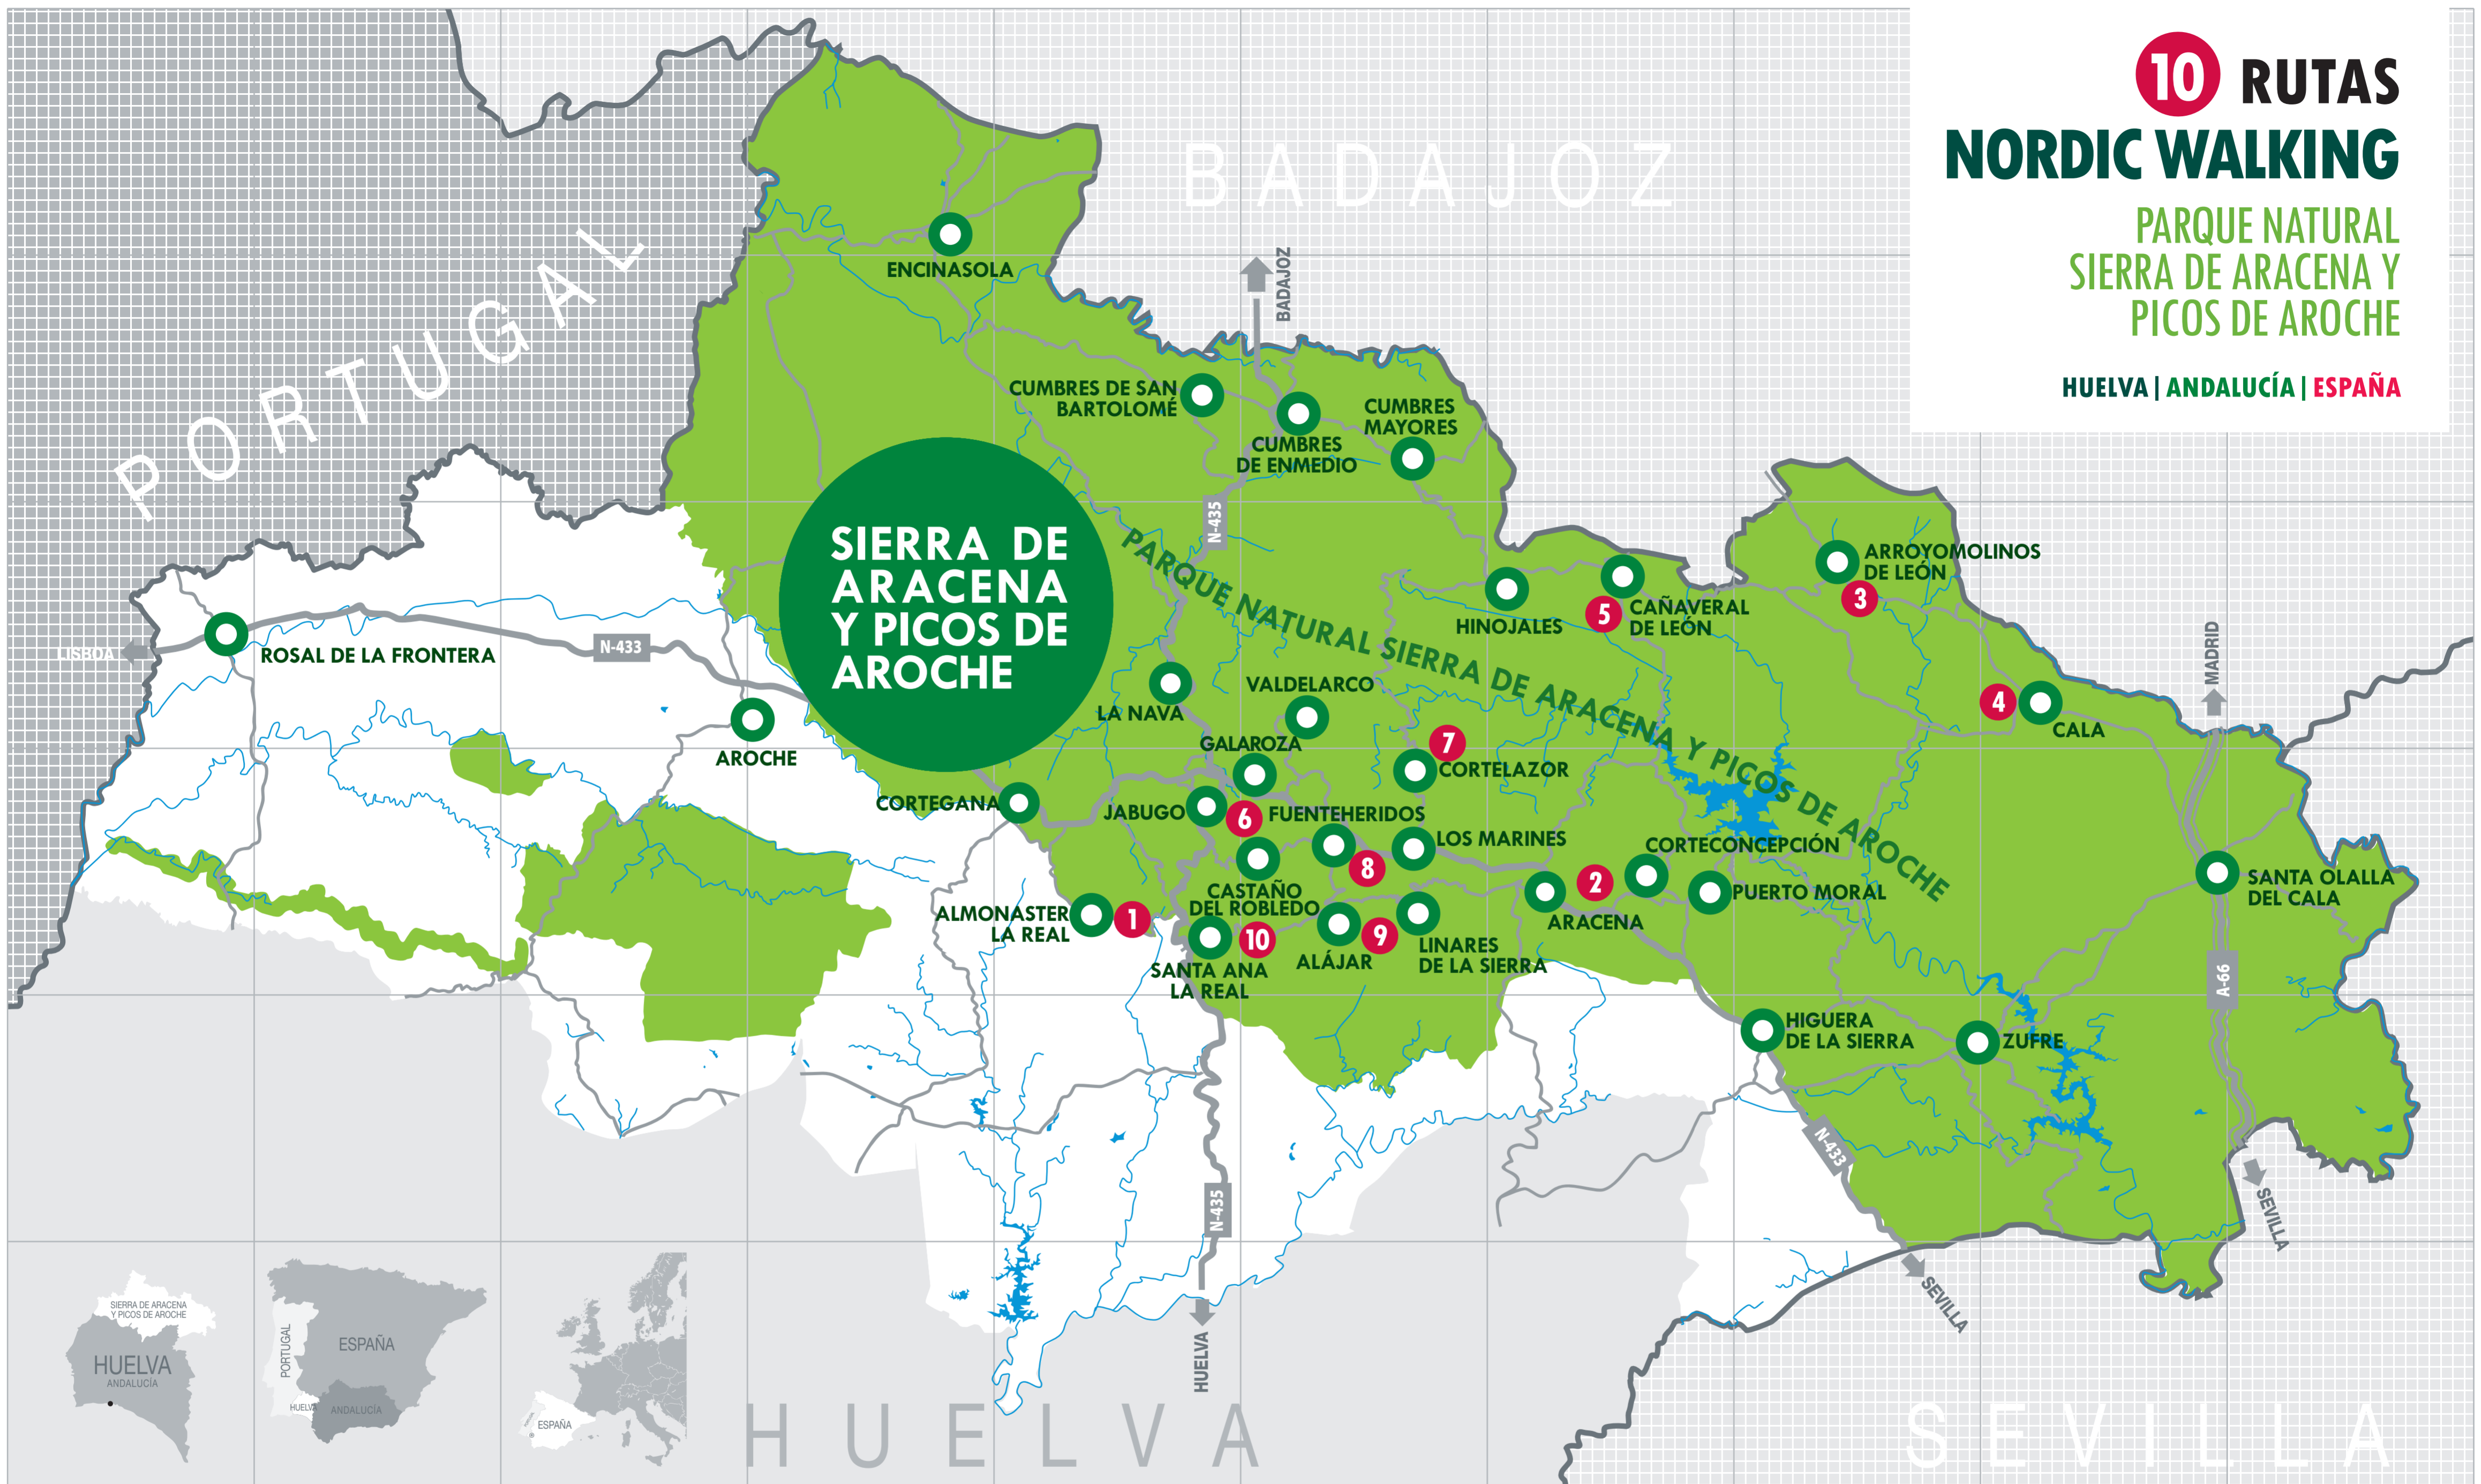 10 RUTAS
NORDIC WALKING
PARQUE NATURAL
SIERRA DE ARACENA Y
PICOS DE AROCHE
HUELVA | ANDALUCÍA | ESPAÑA
BADAJOZ
PORTUGAL
BADAJOZ
ENCINASOLA
CUMBRES DE SAN
BARTOLOMÉ
CUMBRES
DE ENMEDIO
CUMBRES
MAYORES
SIERRA DE
ARACENA
Y PICOS DE
AROCHE
N-435
PARQUE NATURAL SIERRA DE ARACENA Y PICOS DE AROCHE
ARROYOMOLINOS
DE LEÓN
3
HINOJALES
5
CAÑAVERAL
DE LEÓN
LISBOA
ROSAL DE LA FRONTERA
N-433
MADRID
LA NAVA
VALDELARCO
4
CALA
AROCHE
GALAROZA
7
CORTELAZOR
CORTEGANA
JABUGO
6
FUENTEHERIDOS
LOS MARINES
CORTECONCEPCIÓN
8
2
CASTAÑO
DEL ROBLEDO
PUERTO MORAL
SANTA OLALLA
DEL CALA
ALMONASTER
LA REAL
1
ARACENA
10
9
SANTA ANA
LA REAL
ALÁJAR
LINARES
DE LA SIERRA
A-66
HIGUERA
DE LA SIERRA
ZUFRE
N-433
N-435
SEVILLA
SEVILLA
HUELVA
SIERRA DE ARACENA
Y PICOS DE AROCHE
HUELVA
ANDALUCÍA
PORTUGAL
ESPAÑA
HUELVA
ANDALUCÍA
ESPAÑA
HUELVA
SEVILLA